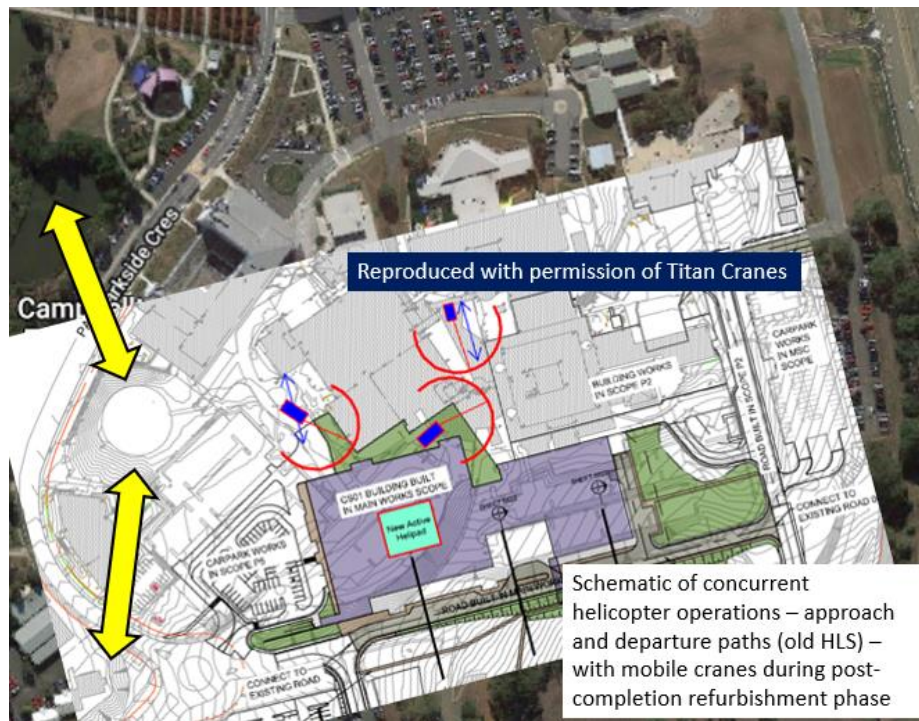 Parkside Cres
Reproduced with permission of Titan Cranes
CARPARK
WORKS
IN MSC
SCOPE
BUILDING WORKS
IN SCOPE P2
ROAD BUILT IN SCOPE P2
CS01 BUILDING BUILT
IN MAIN WORKS SCOPE
New Active
Helipad
CARPARK WORKS
IN SCOPE
CONNECT TO
EXISTING ROAD
ROAD BUILT IN
CONNECT TO
EXISTING ROAD
Schematic of concurrent
helicopter operations – approach
and departure paths (old HLS) –
with mobile cranes during post-
completion refurbishment phase